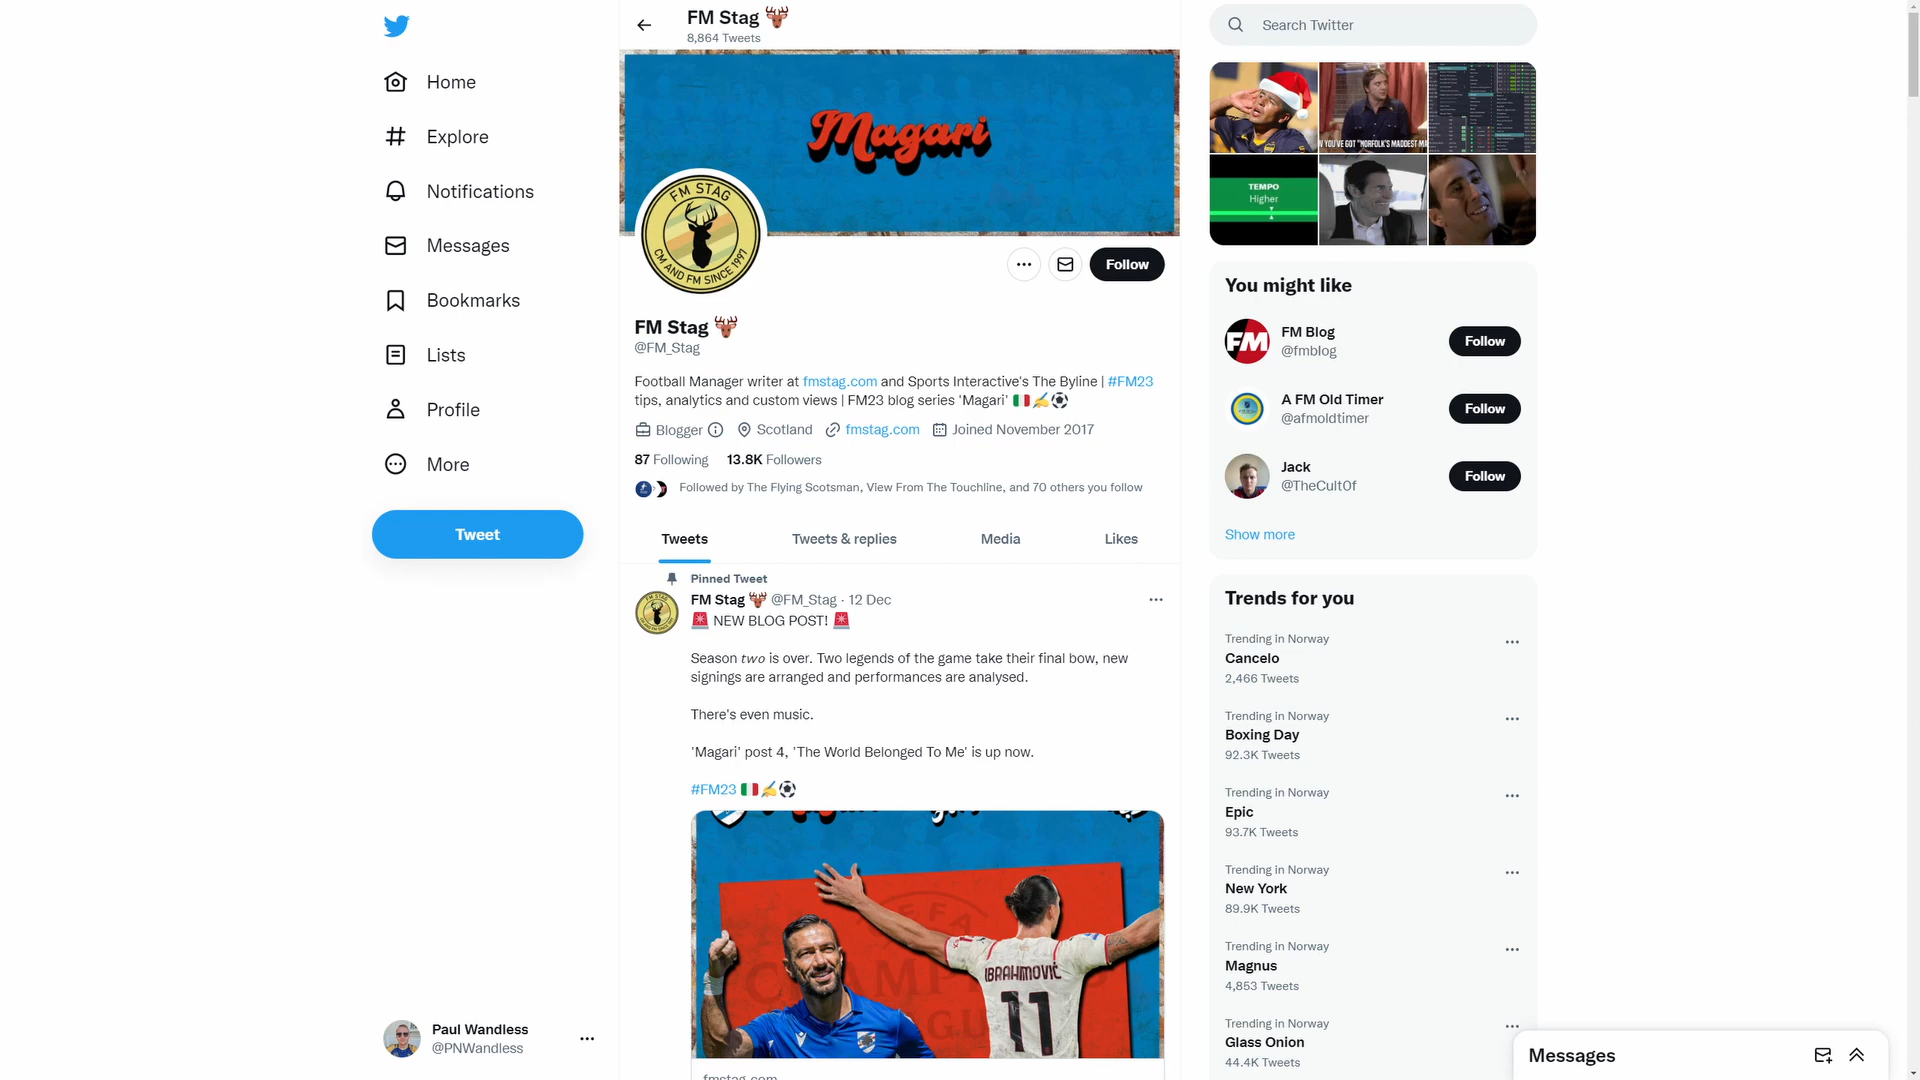 FM Stag
8,864 Tweets
Home
Explore
Notifications
Messages
Bookmarks
Lists
Profile
More
Tweet
Paul Wandless
@PNWandless
Magari
FM STAG
CM AND FM SINCE 1997
Follow
FM Stag
@FM_Stag
Football Manager writer at fmstag.com and Sports Interactive's The Byline | #FM23
tips, analytics and custom views | FM23 blog series 'Magari' 🇮🇹✍⚽
Blogger Scotland fmstag.com Joined November 2017
87 Following 13.8K Followers
Followed by The Flying Scotsman, View From The Touchline, and 70 others you follow
Tweets Tweets & replies Media Likes
Pinned Tweet
FM Stag @FM_Stag · 12 Dec
🚨 NEW BLOG POST! 🚨
Season two is over. Two legends of the game take their final bow, new
signings are arranged and performances are analysed.
There's even music.
'Magari' post 4, 'The World Belonged To Me' is up now.
#FM23 🇮🇹✍⚽
IBRAHIMOVIĆ
11
fmstag.com
Search Twitter
TEMPO
Higher
You might like
FM Blog
@fmblog
Follow
A FM Old Timer
@afmoldtimer
Follow
Jack
@TheCultOf
Follow
Show more
Trends for you
Trending in Norway
Cancelo
2,466 Tweets
Trending in Norway
Boxing Day
92.3K Tweets
Trending in Norway
Epic
93.7K Tweets
Trending in Norway
New York
89.9K Tweets
Trending in Norway
Magnus
4,853 Tweets
Trending in Norway
Glass Onion
44.4K Tweets
Messages